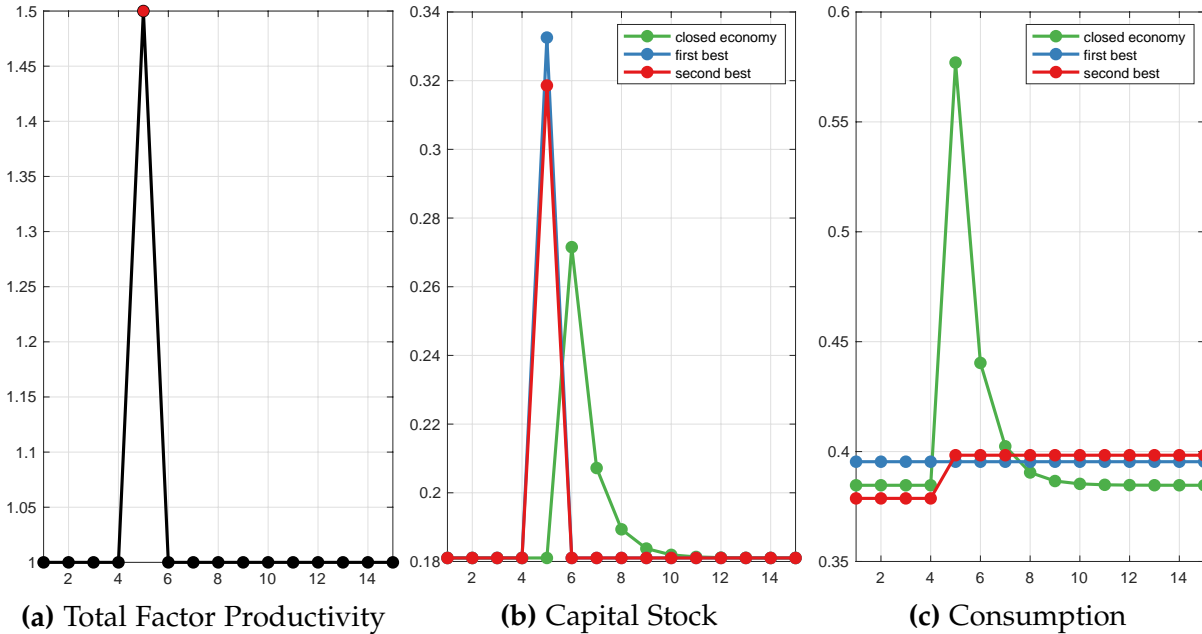 1.5
1.45
1.4
1.35
1.3
1.25
1.2
1.15
1.1
1.05
1
2 4 6 8 10 12 14
(a) Total Factor Productivity
0.34
0.32
0.3
0.28
0.26
0.24
0.22
0.2
0.18
2 4 6 8 10 12 14
closed economy
first best
second best
(b) Capital Stock
0.6
0.55
0.5
0.45
0.4
0.35
2 4 6 8 10 12 14
closed economy
first best
second best
(c) Consumption